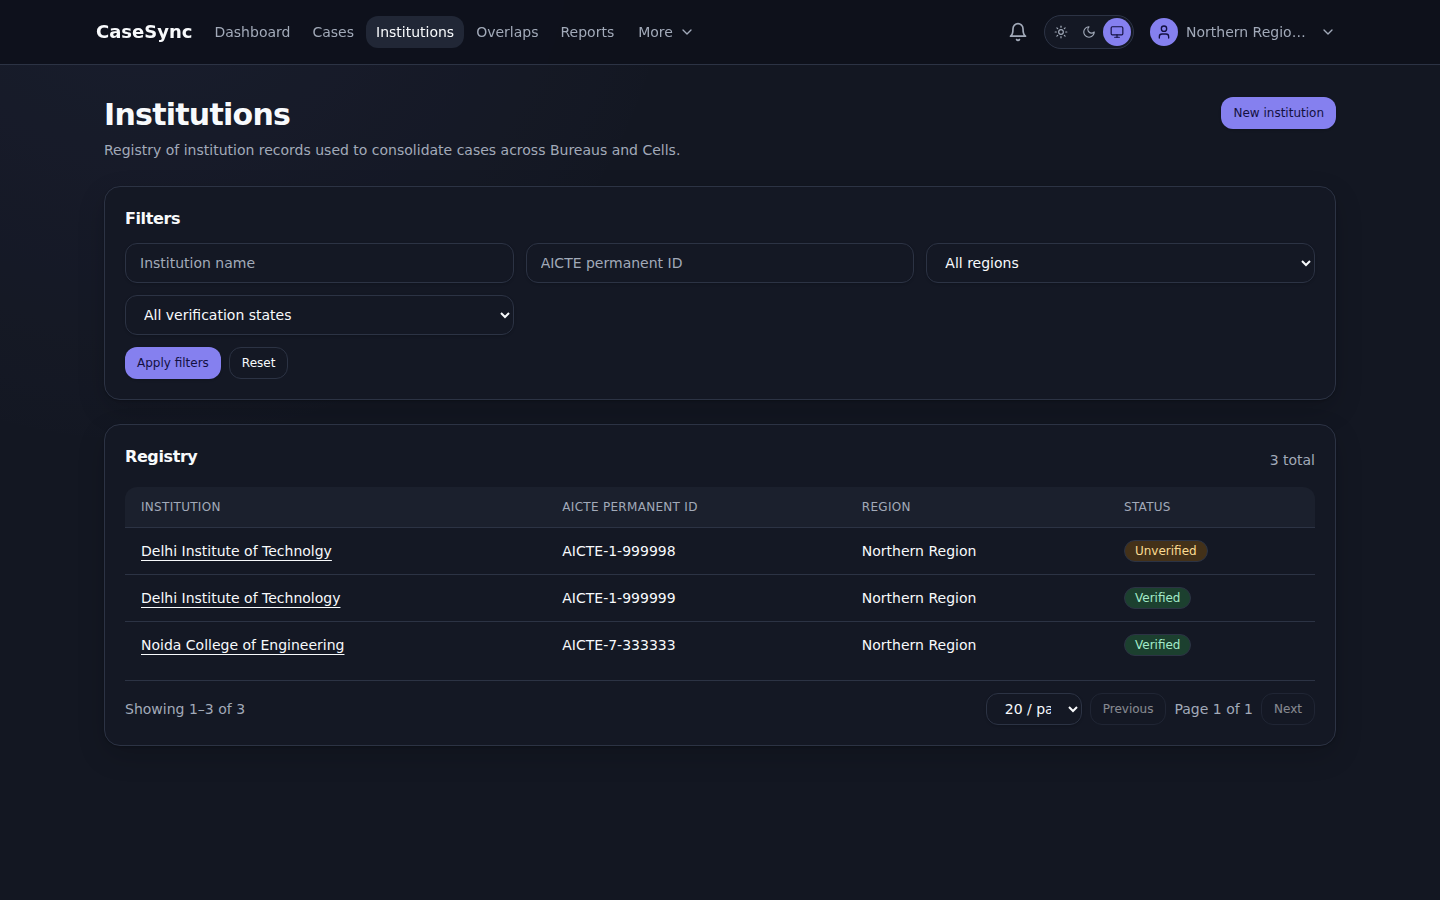 CaseSync Dashboard Cases Institutions Overlaps Reports More Northern Regio...
Institutions
New institution
Registry of institution records used to consolidate cases across Bureaus and Cells.
Filters
Institution name AICTE permanent ID All regions
All verification states
Apply filters Reset
Registry
3 total
INSTITUTION AICTE PERMANENT ID REGION STATUS
Delhi Institute of Technolgy AICTE-1-999998 Northern Region Unverified
Delhi Institute of Technology AICTE-1-999999 Northern Region Verified
Noida College of Engineering AICTE-7-333333 Northern Region Verified
Showing 1–3 of 3 20 / pa Previous Page 1 of 1 Next